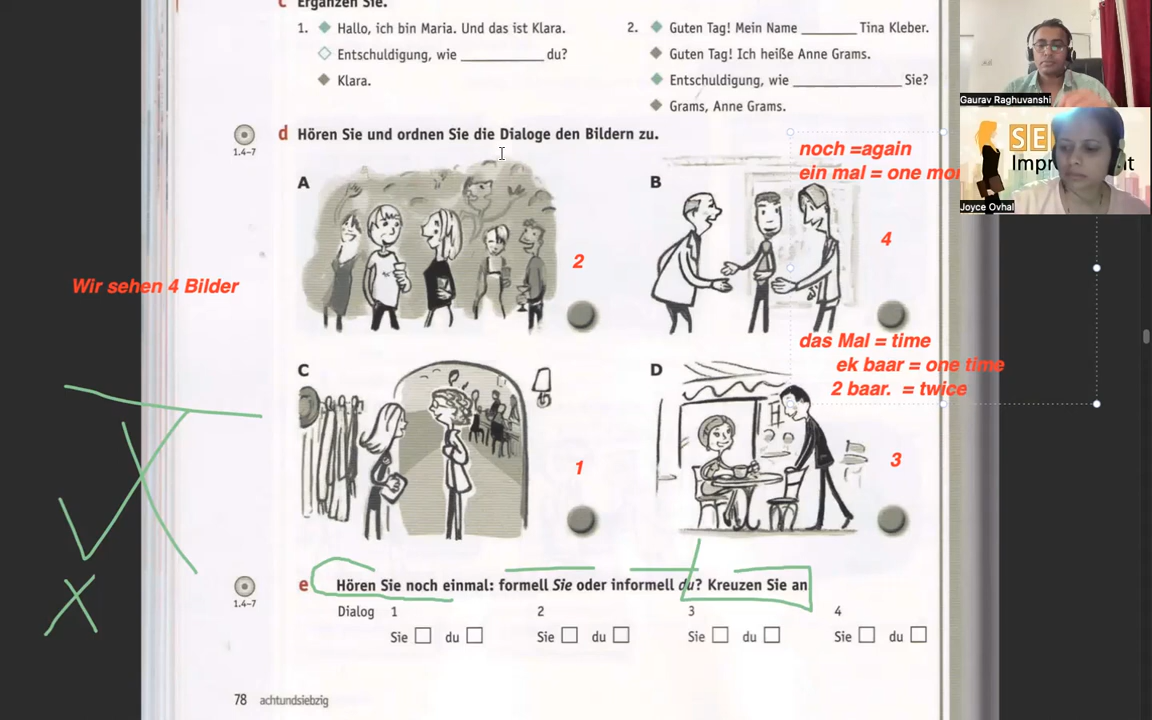 c Ergänzen Sie.
1. Hallo, ich bin Maria. Und das ist Klara.
Entschuldigung, wie __________ du?
Klara.
2. Guten Tag! Mein Name _______ Tina Kleber.
Guten Tag! Ich heiße Anne Grams.
Entschuldigung, wie ______________ Sie?
Grams, Anne Grams.
Gaurav Raghuvanshi
1.4-7
d Hören Sie und ordnen Sie die Dialoge den Bildern zu.
noch =again
ein mal = one
SE
Joyce Ovhal
A
B
2
4
Wir sehen 4 Bilder
das Mal = time
ek baar = one time
2 baar. = twice
C
D
1
3
1.4-7
e Hören Sie noch einmal: formell Sie oder informell du? Kreuzen Sie an
Dialog 1 2 3 4
Sie du Sie du Sie du Sie du
78 achtundsiebzig